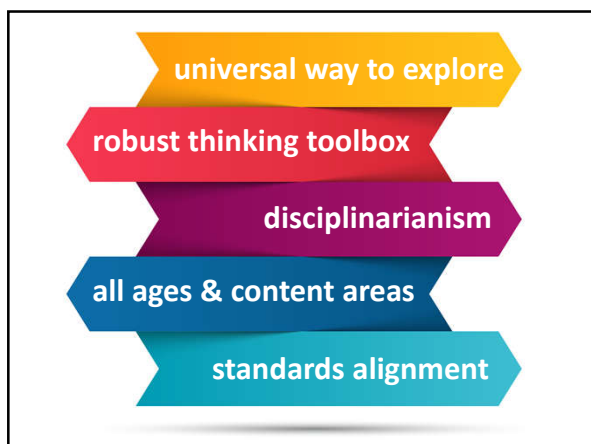 universal way to explore
robust thinking toolbox
disciplinarianism
all ages & content areas
standards alignment